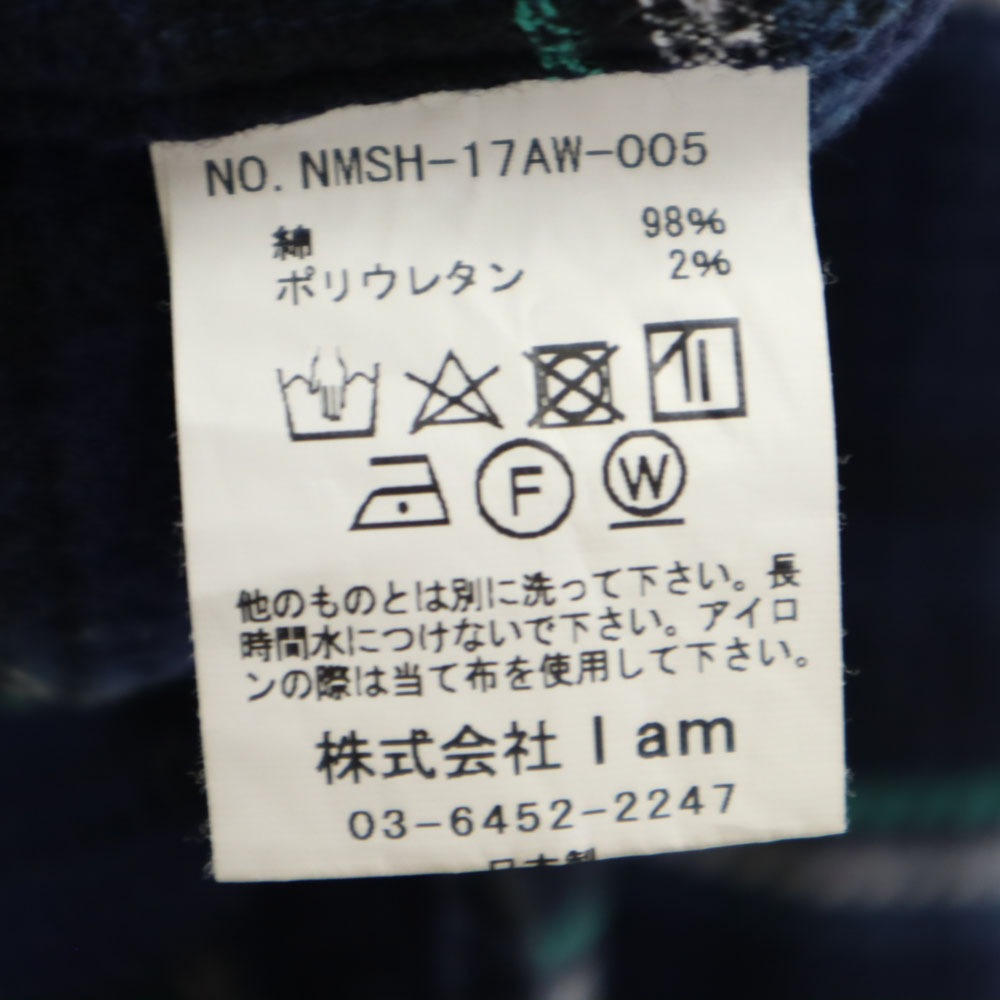 NO. NMSH-17AW-005
綿 98%
ポリウレタン 2%
F W
他のものとは別に洗って下さい。長
時間水につけないで下さい。アイロ
ンの際は当て布を使用して下さい。
株式会社 I am
03-6452-2247
日本製